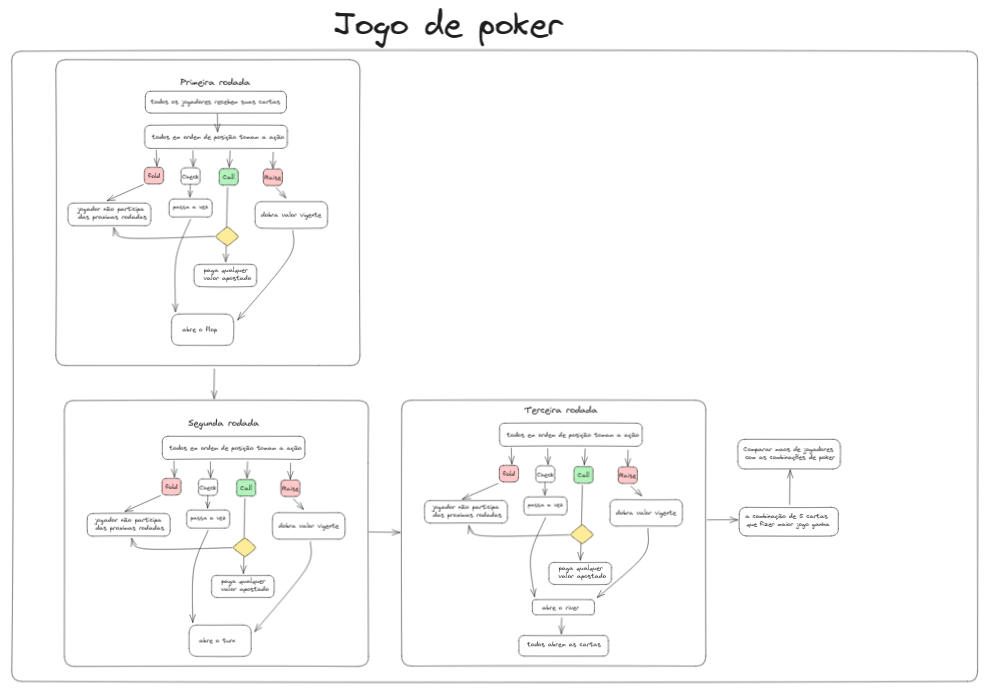 Jogo de poker
Primeira rodada
todos os jogadores recebem suas cartas
todos em ordem de posição tomam a ação
fold
Check
Call
Raise
jogador não participa
das proximas rodadas
passa a vez
dobra valor vigente
paga qualquer
valor apostado
abre o flop
Segunda rodada
todos em ordem de posição tomam a ação
fold
Check
Call
Raise
jogador não participa
das proximas rodadas
passa a vez
dobra valor vigente
paga qualquer
valor apostado
abre o turn
Terceira rodada
todos em ordem de posição tomam a ação
fold
Check
Call
Raise
jogador não participa
das proximas rodadas
passa a vez
dobra valor vigente
paga qualquer
valor apostado
abre o river
todos abrem as cartas
Comparar maos de jogadores
com as combinações de poker
a combinação de 5 cartas
que fizer maior jogo ganha